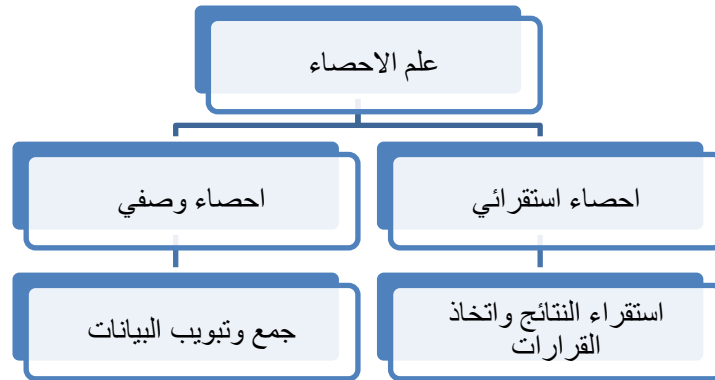 علم الاحصاء
احصاء استقرائي
احصاء وصفي
استقراء النتائج واتخاذ
القرارات
جمع وتبويب البيانات